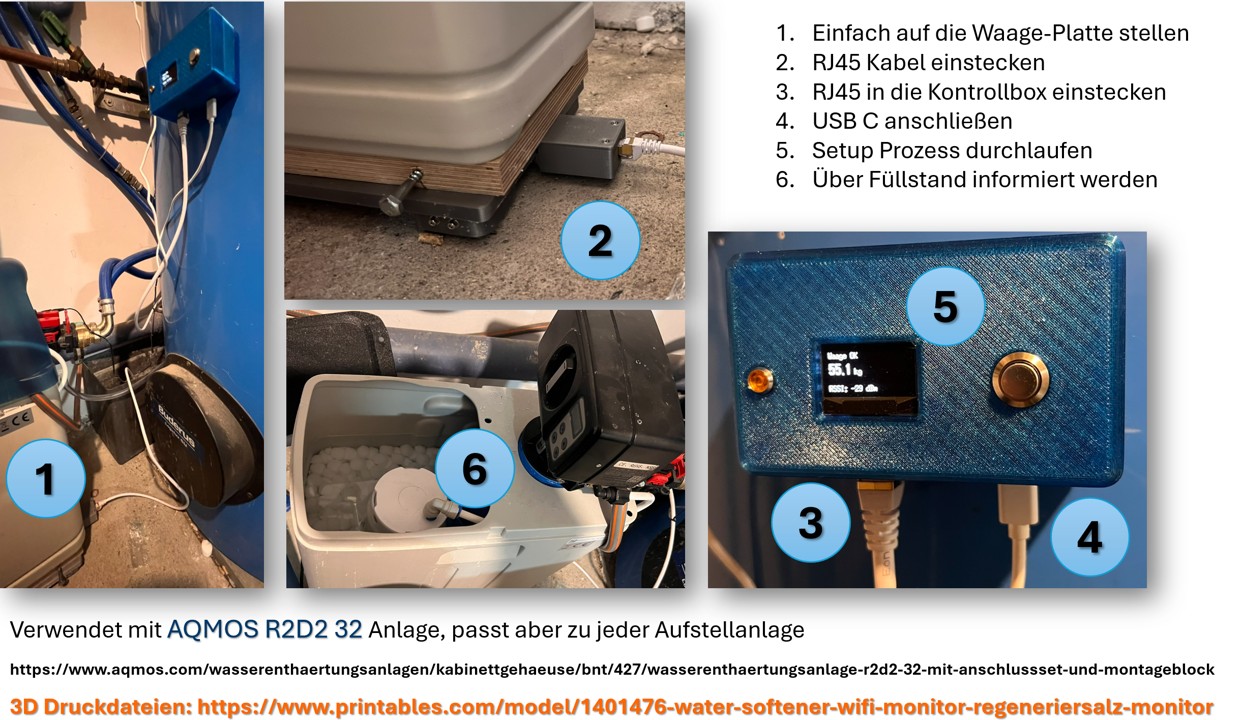 1. Einfach auf die Waage-Platte stellen
2. RJ45 Kabel einstecken
3. RJ45 in die Kontrollbox einstecken
4. USB C anschließen
5. Setup Prozess durchlaufen
6. Über Füllstand informiert werden
1
Buderus
CE
2
6
5
Waage OK
55.1 kg
RSSI: -29 dBm
3
4
Verwendet mit AQMOS R2D2 32 Anlage, passt aber zu jeder Aufstellanlage
https://www.aqmos.com/wasserenthaertungsanlagen/kabinettgehaeuse/bnt/427/wasserenthaertungsanlage-r2d2-32-mit-anschlussset-und-montageblock
3D Druckdateien: https://www.printables.com/model/1401476-water-softener-wifi-monitor-regeneriersalz-monitor